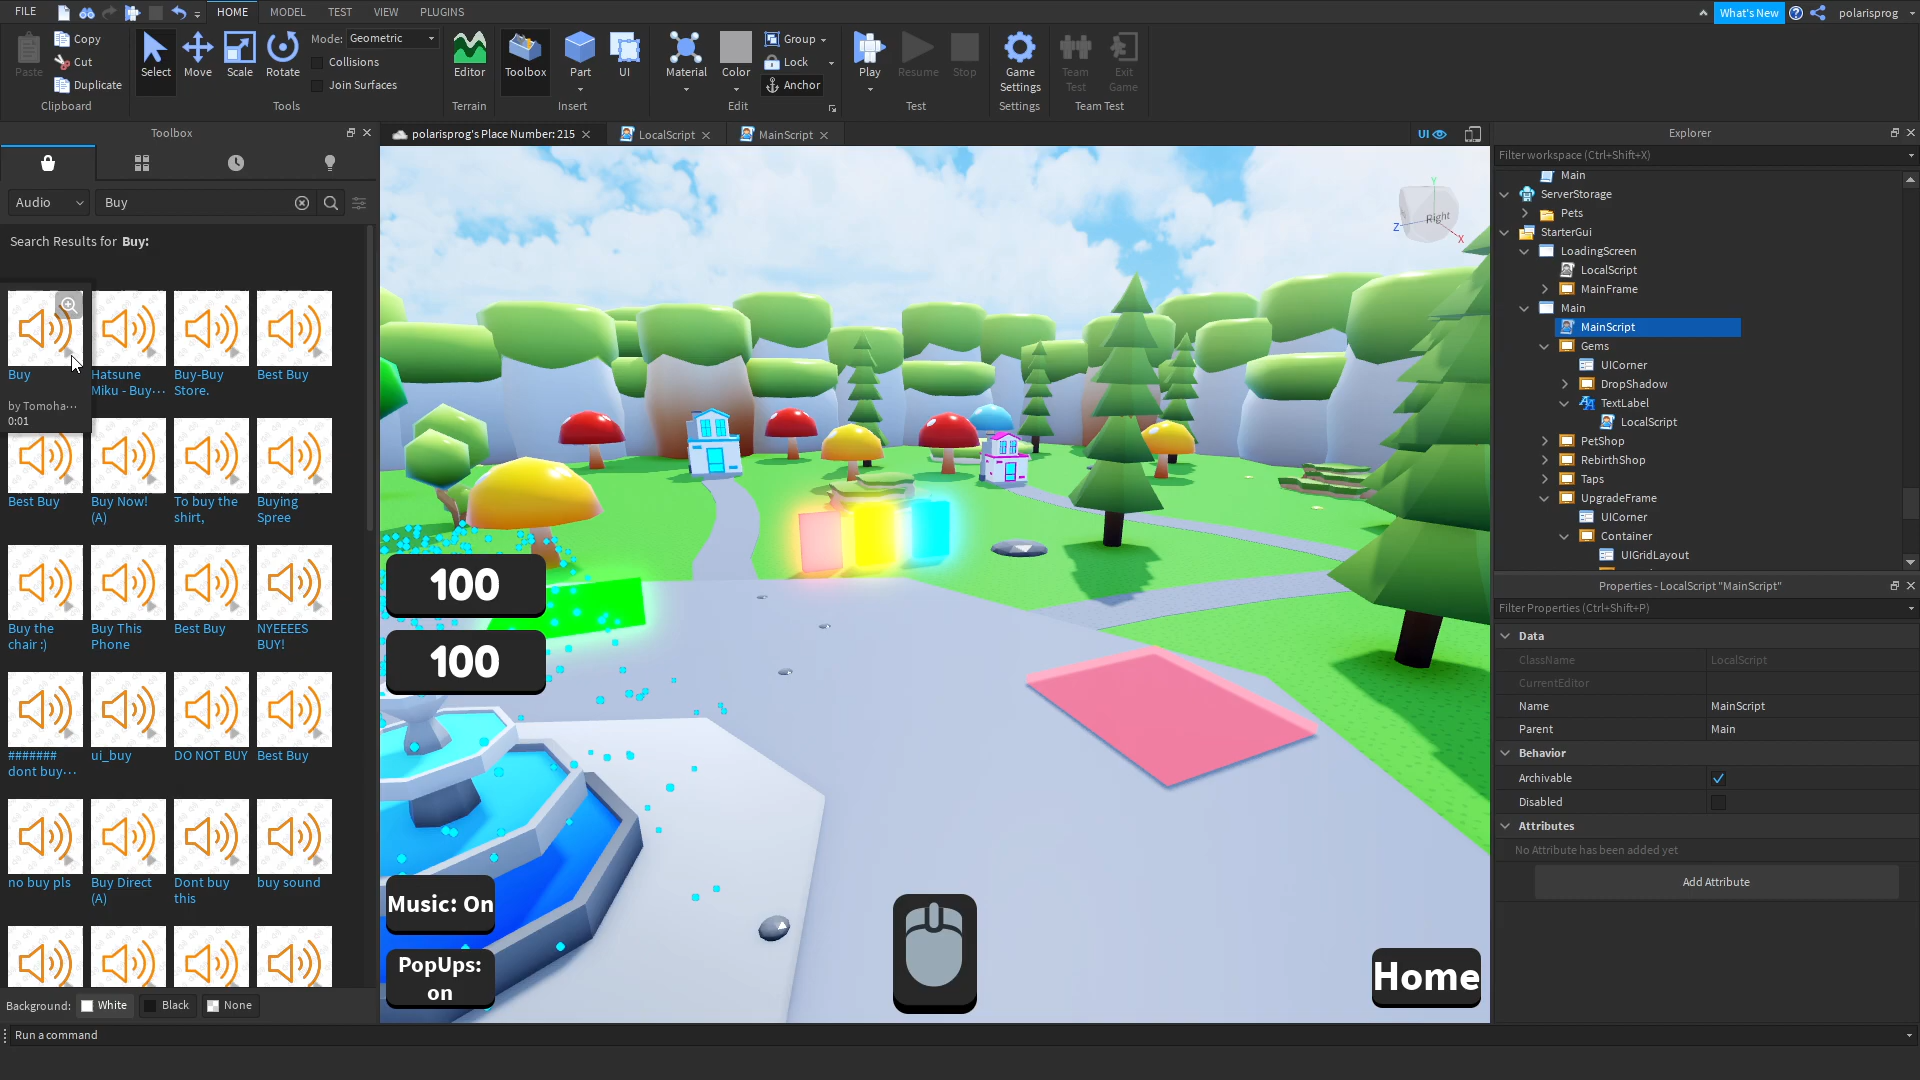 FILE
HOME
MODEL
TEST
VIEW
PLUGINS
What's New
polarisprog
Paste
Copy
Cut
Duplicate
Clipboard
Select
Move
Scale
Rotate
Mode: Geometric
Collisions
Join Surfaces
Tools
Editor
Terrain
Toolbox
Part
UI
Insert
Material
Color
Group
Lock
Anchor
Edit
Play
Resume
Stop
Test
Game
Settings
Settings
Team
Test
Exit
Game
Team Test
Toolbox
polarisprog's Place Number: 215
LocalScript
MainScript
UI
Explorer
Audio
Buy
Search Results for Buy:
Buy
by Tomoha...
0:01
Hatsune
Miku - Buy...
Buy-Buy
Store.
Best Buy
Best Buy
Buy Now!
(A)
To buy the
shirt,
Buying
Spree
Buy the
chair :)
Buy This
Phone
Best Buy
NYEEEES
BUY!
#######
dont buy...
ui_buy
DO NOT BUY
Best Buy
no buy pls
Buy Direct
(A)
Dont buy
this
buy sound
Background:
White
Black
None
Run a command
Y
Right
Z
X
100
100
Music: On
PopUps:
on
Home
Filter workspace (Ctrl+Shift+X)
Main
ServerStorage
Pets
StarterGui
LoadingScreen
LocalScript
MainFrame
Main
MainScript
Gems
UICorner
DropShadow
TextLabel
LocalScript
PetShop
RebirthShop
Taps
UpgradeFrame
UICorner
Container
UIGridLayout
Properties - LocalScript "MainScript"
Filter Properties (Ctrl+Shift+P)
Data
ClassName LocalScript
CurrentEditor
Name MainScript
Parent Main
Behavior
Archivable
Disabled
Attributes
No Attribute has been added yet
Add Attribute